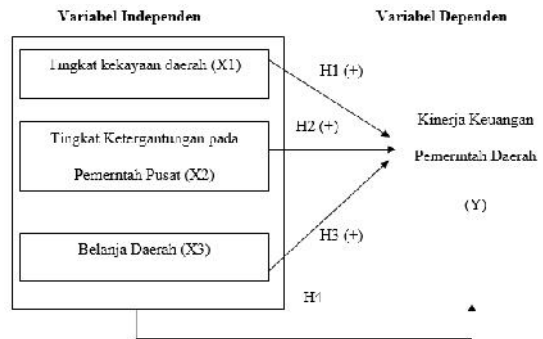 Variabel Independen
Variabel Dependen
Tingkat kekayaan daerah (X1)
H1 (+)
H2 (+)
Tingkat Ketergantungan pada
Pemerntah Pusat (X2)
Kinerja Keuangan
Pemerintah Daerah
(Y)
Belanja Daerah (X3)
H3 (+)
H4